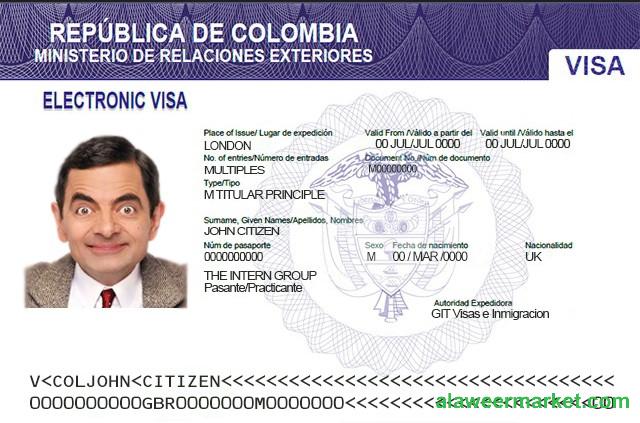 REPÚBLICA DE COLOMBIA
MINISTERIO DE RELACIONES EXTERIORES
VISA
ELECTRONIC VISA
Place of Issue/ Lugar de expedición
LONDON
Valid From /Válido a partir del
00 JUL/JUL 0000
Valid until /Válido hasta el
00 JUL/JUL 0000
No. of entries/Número de entradas
MULTIPLES
Document No./Núm de documento
M00000000
Type/Tipo
M TITULAR PRINCIPLE
Surname, Given Names/Apellidos, Nombres
JOHN CITIZEN
Núm de pasaporte
0000000000
Sexo
M
Fecha de nacimiento
00 / MAR /0000
Nacionalidad
UK
THE INTERN GROUP
Pasante/Practicante
Autoridad Expedidora
GIT Visas e Inmigracion
V<COLJOHN<CITIZEN<<<<<<<<<<<<<<<<<<<<<<<<<<<<<<<<<<<
OOOOOOOOOOGBROOOOOOOMOOOOOOO<<<<<<<<<<<<<<<<<<<<<<OO
alaweermarket.com